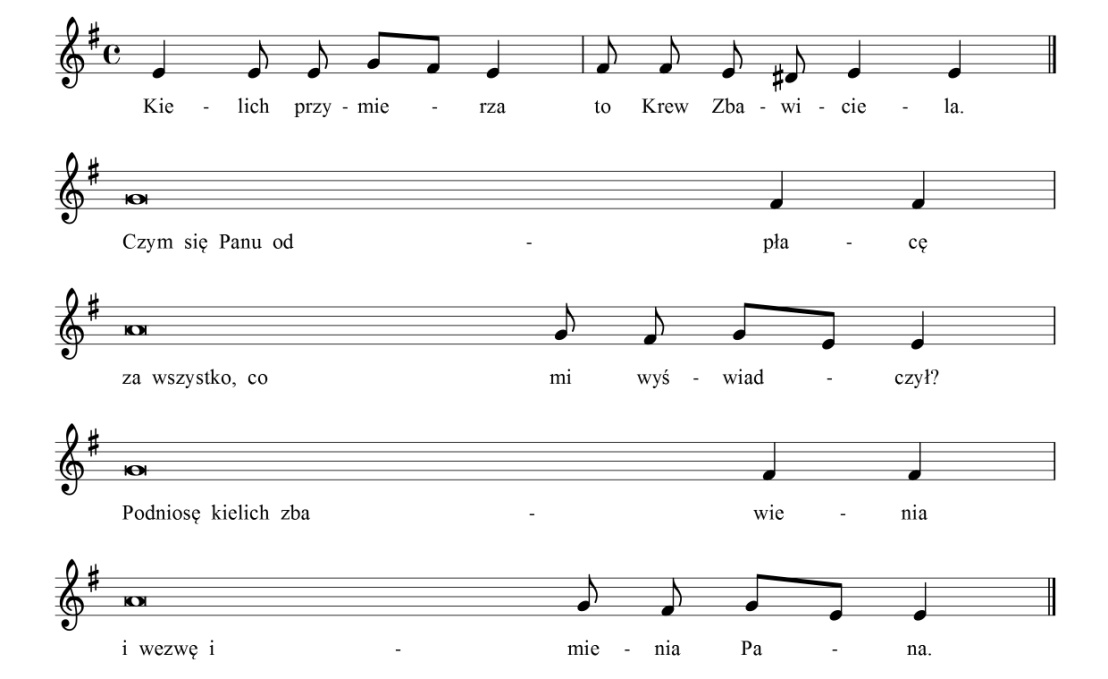 Kie - lich przy - mie - rza to Krew Zba - wi - cie - la.
Czym się Panu od - pła - cę
za wszystko, co mi wyś - wiad - czył?
Podniosę kielich zba - wie - nia
i wezwę i - mie - nia Pa - na.